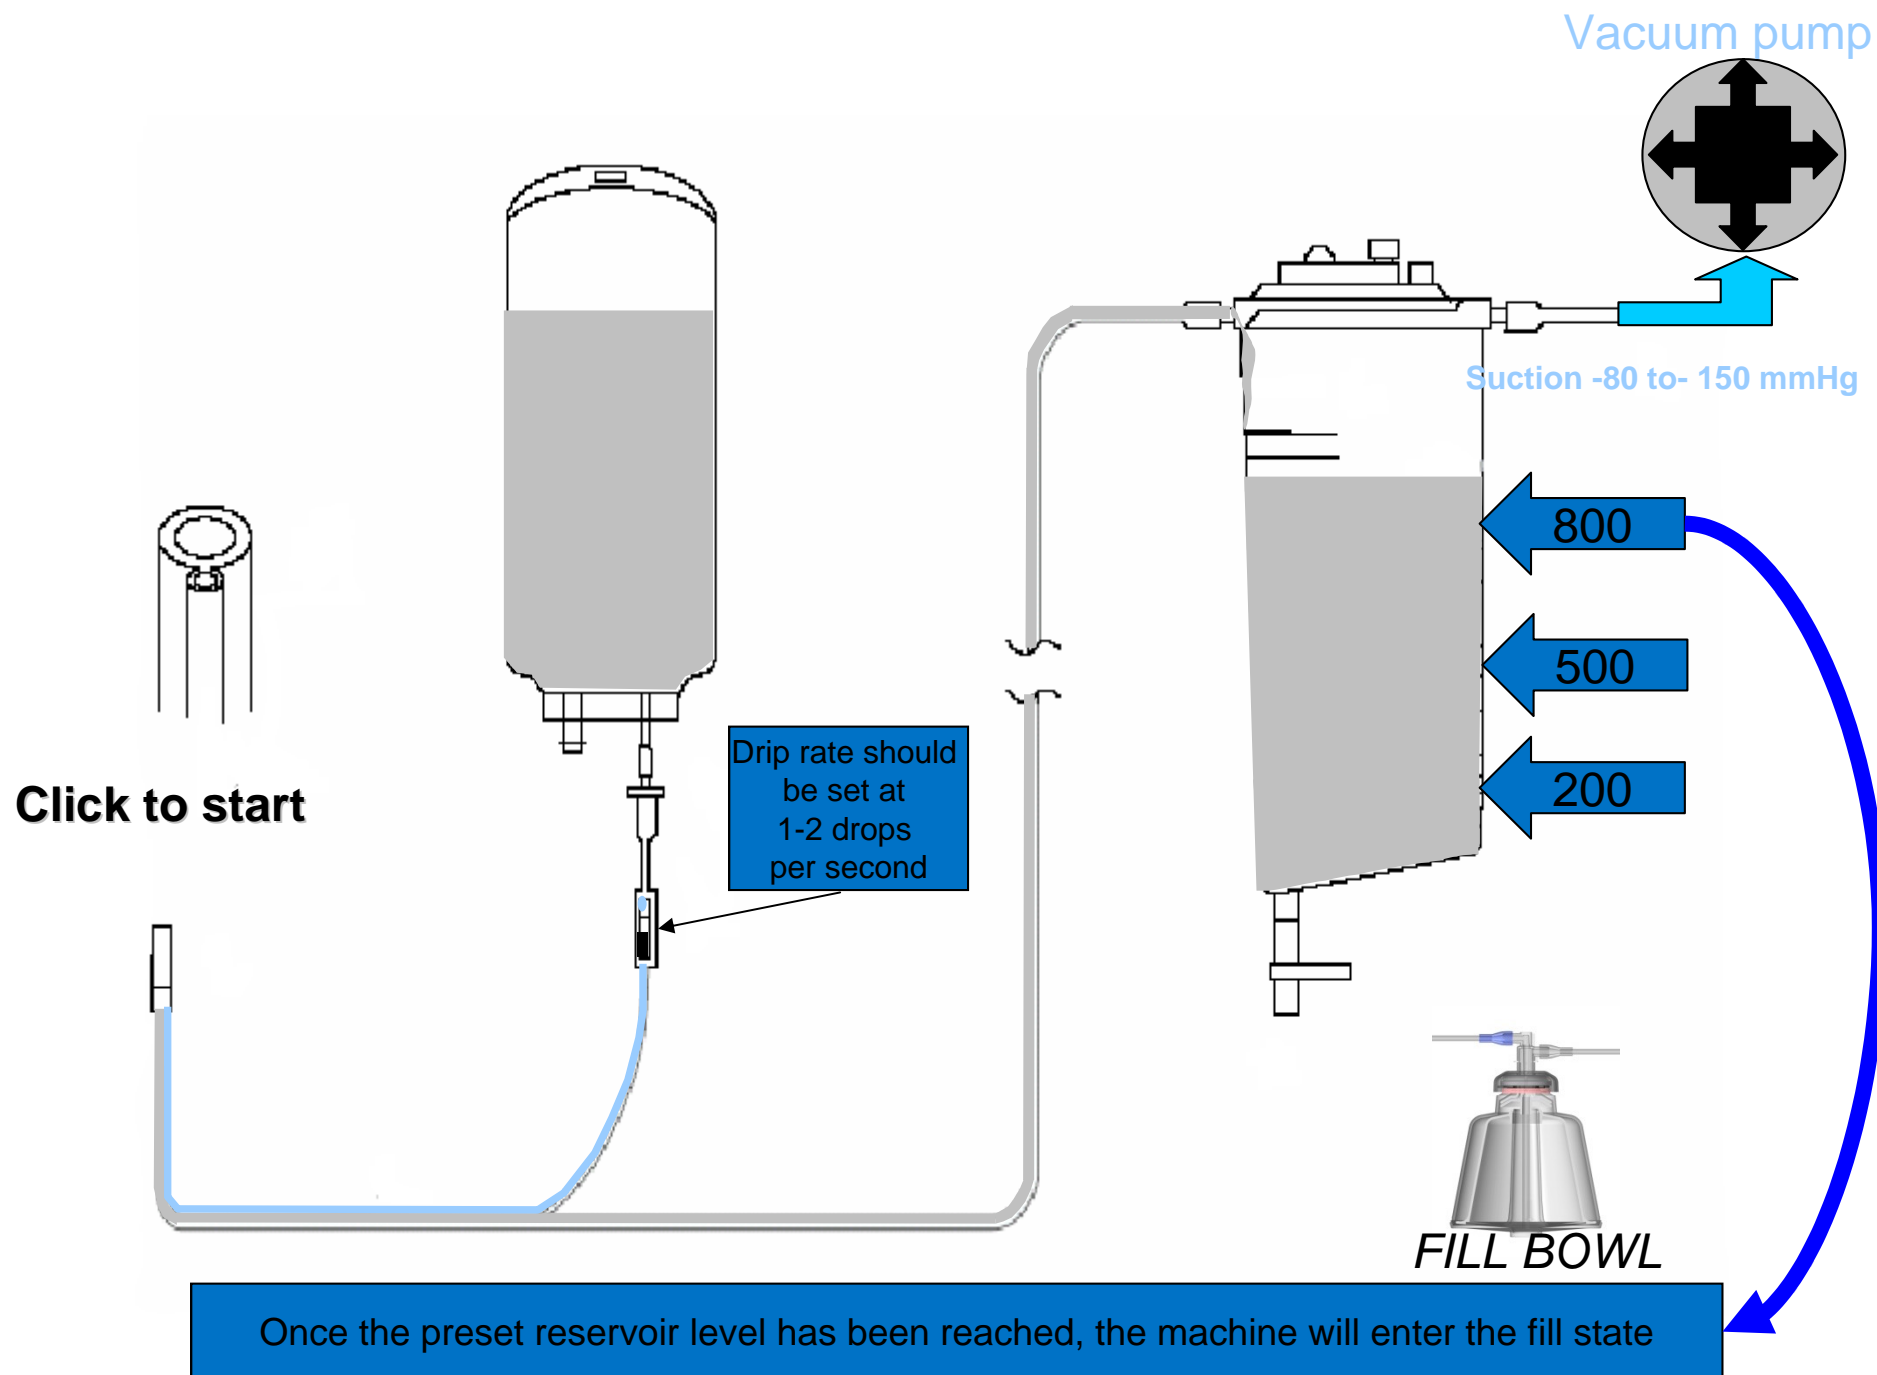 Vacuum pump
Suction -80 to- 150 mmHg
800
500
200
Drip rate should
be set at
1-2 drops
per second
Click to start
FILL BOWL
Once the preset reservoir level has been reached, the machine will enter the fill state